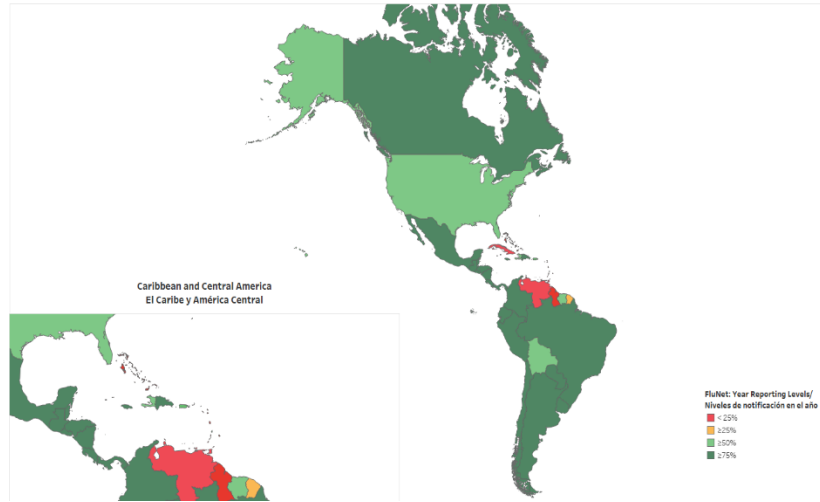 Caribbean and Central America
El Caribe y América Central
FluNet: Year Reporting Levels/
Niveles de notificación en el año
< 25%
≥25%
≥50%
≥75%